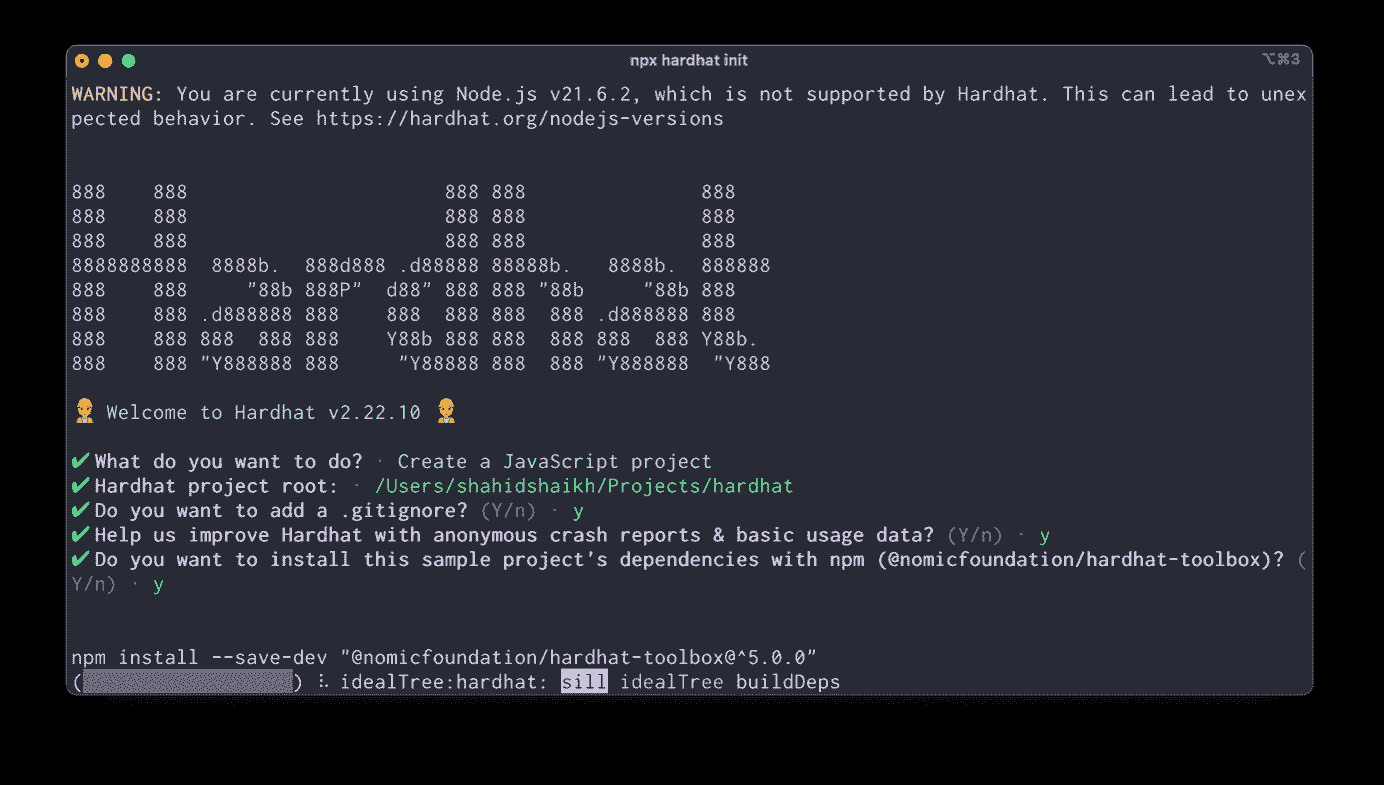 npx hardhat init
⌥⌘3
WARNING: You are currently using Node.js v21.6.2, which is not supported by Hardhat. This can lead to unex
pected behavior. See https://hardhat.org/nodejs-versions
888    888                      888 888               888
888    888                      888 888               888
888    888                      888 888               888
8888888888  8888b.  888d888 .d88888 88888b.   8888b.  888888
888    888     "88b 888P"  d88" 888 888 "88b     "88b 888
888    888 .d888888 888    888  888 888  888 .d888888 888
888    888 888  888 888    Y88b 888 888  888 888  888 Y88b.
888    888 "Y888888 888     "Y88888 888  888 "Y888888  "Y888
Welcome to Hardhat v2.22.10
✔ What do you want to do? · Create a JavaScript project
✔ Hardhat project root: · /Users/shahidshaikh/Projects/hardhat
✔ Do you want to add a .gitignore? (Y/n) · y
✔ Help us improve Hardhat with anonymous crash reports & basic usage data? (Y/n) · y
✔ Do you want to install this sample project's dependencies with npm (@nomicfoundation/hardhat-toolbox)? (
Y/n) · y
npm install --save-dev "@nomicfoundation/hardhat-toolbox@^5.0.0"
(                  ) ⠧ idealTree:hardhat: sill idealTree buildDeps